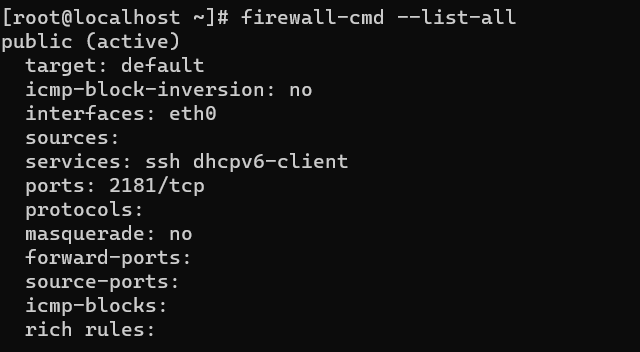 [root@localhost ~]# firewall-cmd --list-all
public (active)
  target: default
  icmp-block-inversion: no
  interfaces: eth0
  sources:
  services: ssh dhcpv6-client
  ports: 2181/tcp
  protocols:
  masquerade: no
  forward-ports:
  source-ports:
  icmp-blocks:
  rich rules: